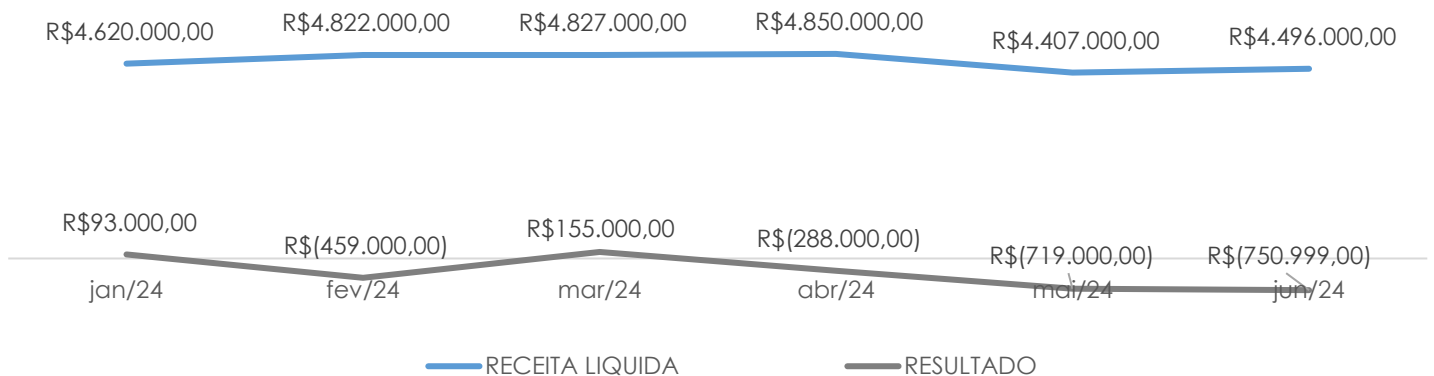 R$4.620.000,00 R$4.822.000,00 R$4.827.000,00 R$4.850.000,00 R$4.407.000,00 R$4.496.000,00
R$93.000,00 R$(459.000,00) R$155.000,00 R$(288.000,00) R$(719.000,00) R$(750.999,00)
jan/24 fev/24 mar/24 abr/24 mai/24 jun/24
RECEITA LIQUIDA RESULTADO